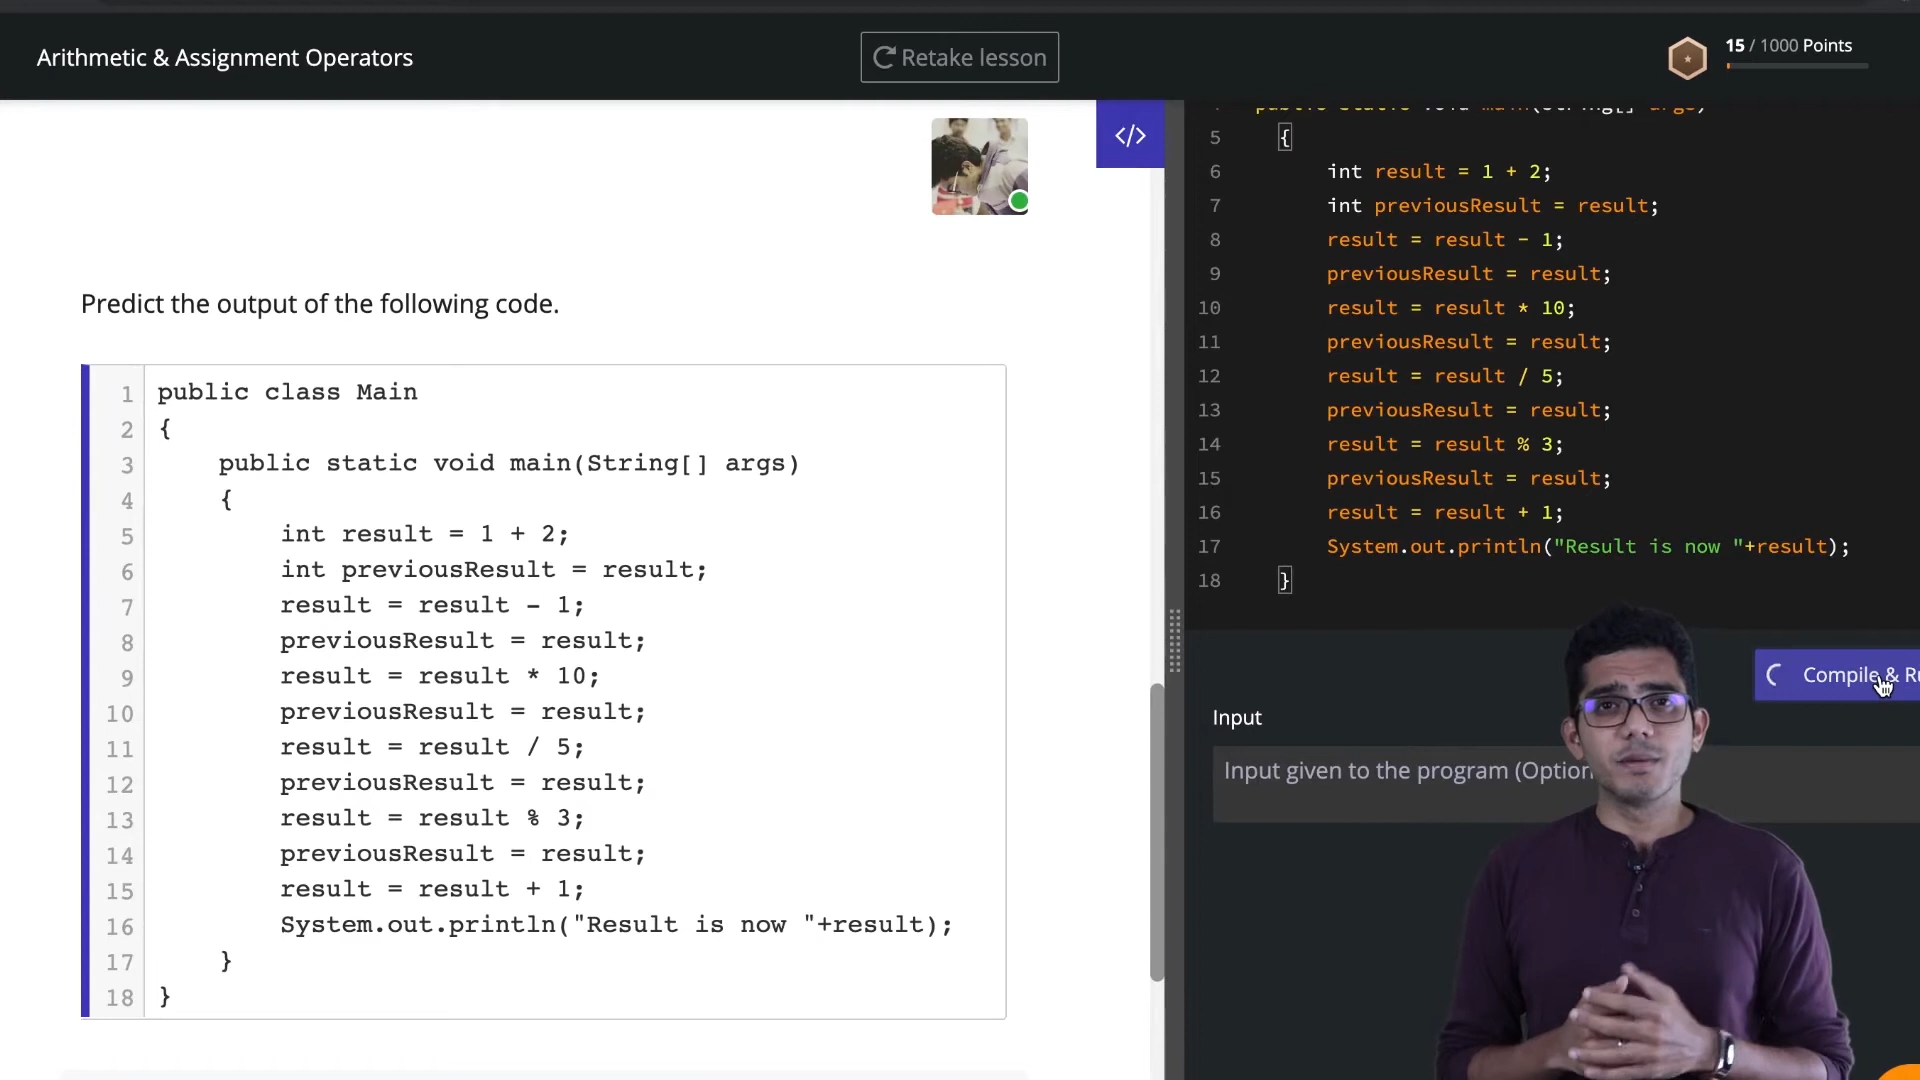 Arithmetic & Assignment Operators
Retake lesson
15 / 1000 Points
Predict the output of the following code.
1 public class Main
2 {
3 public static void main(String[] args)
4 {
5 int result = 1 + 2;
6 int previousResult = result;
7 result = result - 1;
8 previousResult = result;
9 result = result * 10;
10 previousResult = result;
11 result = result / 5;
12 previousResult = result;
13 result = result % 3;
14 previousResult = result;
15 result = result + 1;
16 System.out.println("Result is now "+result);
17 }
18 }
</>
public static void main(String[] args)
5 {
6 int result = 1 + 2;
7 int previousResult = result;
8 result = result - 1;
9 previousResult = result;
10 result = result * 10;
11 previousResult = result;
12 result = result / 5;
13 previousResult = result;
14 result = result % 3;
15 previousResult = result;
16 result = result + 1;
17 System.out.println("Result is now "+result);
18 }
Compile & Ru
Input
Input given to the program (Option